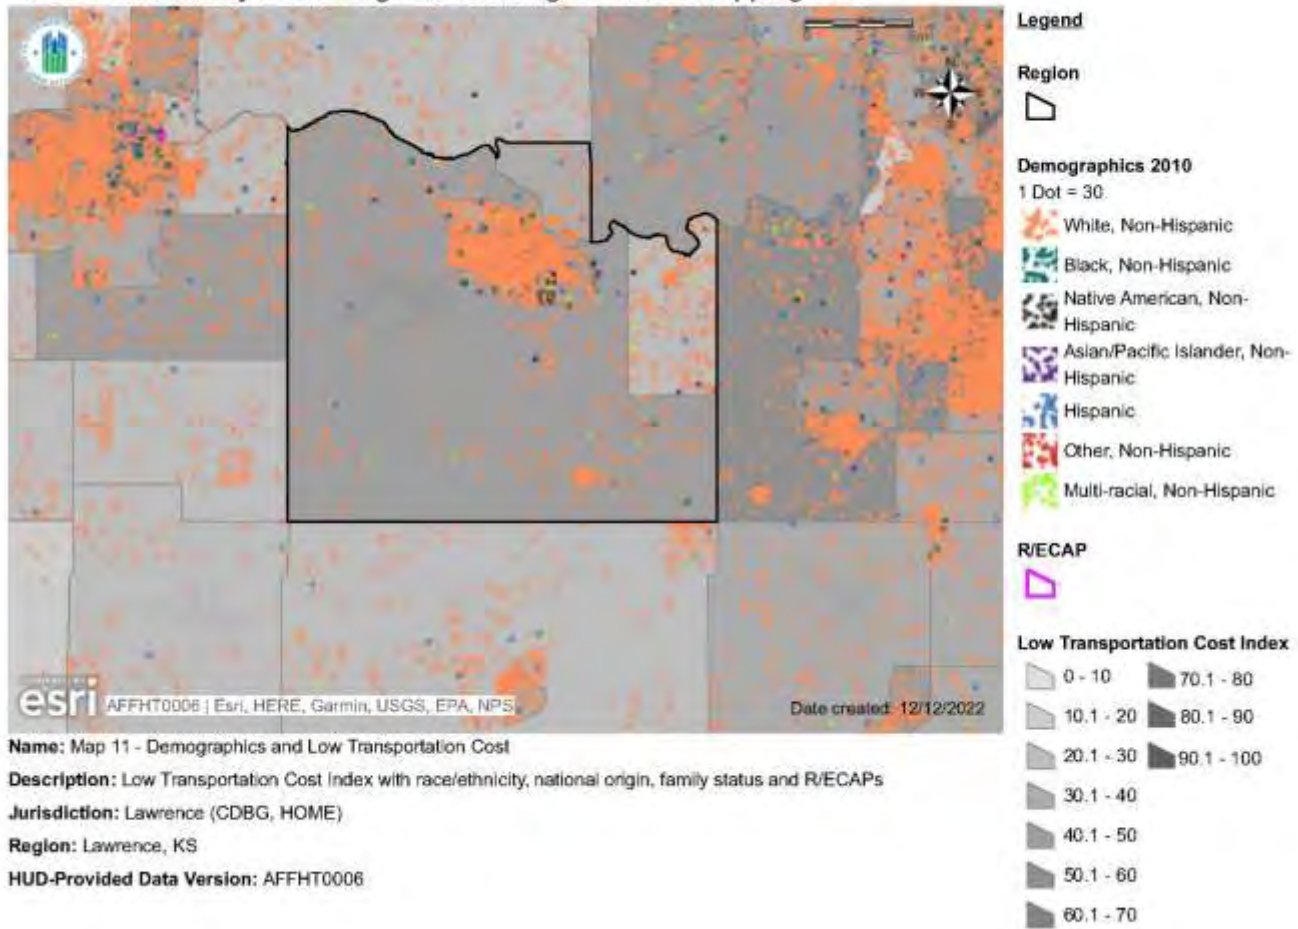 Legend
Region
Demographics 2010
1 Dot = 30
White, Non-Hispanic
Black, Non-Hispanic
Native American, Non-
Hispanic
Asian/Pacific Islander, Non-
Hispanic
Hispanic
Other, Non-Hispanic
Multi-racial, Non-Hispanic
R/ECAP
Low Transportation Cost Index
0 - 10
70.1 - 80
10.1 - 20
80.1 - 90
20.1 - 30
90.1 - 100
30.1 - 40
40.1 - 50
50.1 - 60
60.1 - 70
esri
AFFHT0006 | Esri, HERE, Garmin, USGS, EPA, NPS
Date created: 12/12/2022
Name: Map 11 - Demographics and Low Transportation Cost
Description: Low Transportation Cost Index with race/ethnicity, national origin, family status and R/ECAPs
Jurisdiction: Lawrence (CDBG, HOME)
Region: Lawrence, KS
HUD-Provided Data Version: AFFHT0006